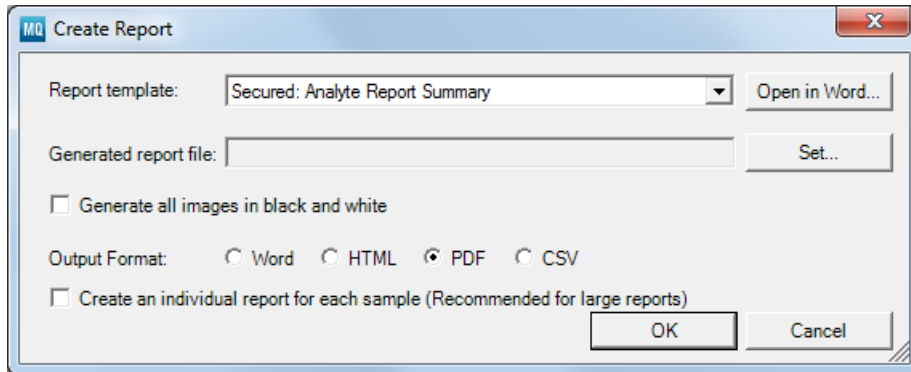 MQ Create Report
Report template: Secured: Analyte Report Summary Open in Word...
Generated report file: Set...
Generate all images in black and white
Output Format: Word HTML PDF CSV
Create an individual report for each sample (Recommended for large reports)
OK Cancel